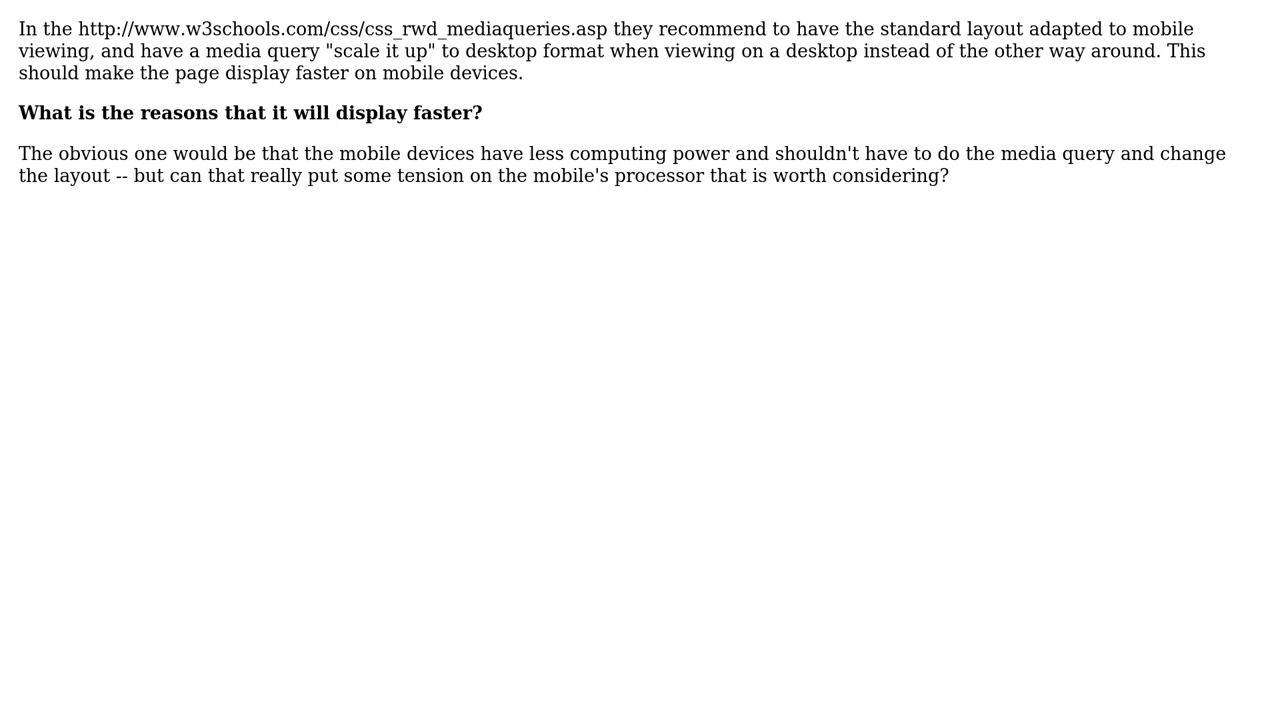 In the http://www.w3schools.com/css/css_rwd_mediaqueries.asp they recommend to have the standard layout adapted to mobile
viewing, and have a media query "scale it up" to desktop format when viewing on a desktop instead of the other way around. This
should make the page display faster on mobile devices.
What is the reasons that it will display faster?
The obvious one would be that the mobile devices have less computing power and shouldn't have to do the media query and change
the layout -- but can that really put some tension on the mobile's processor that is worth considering?